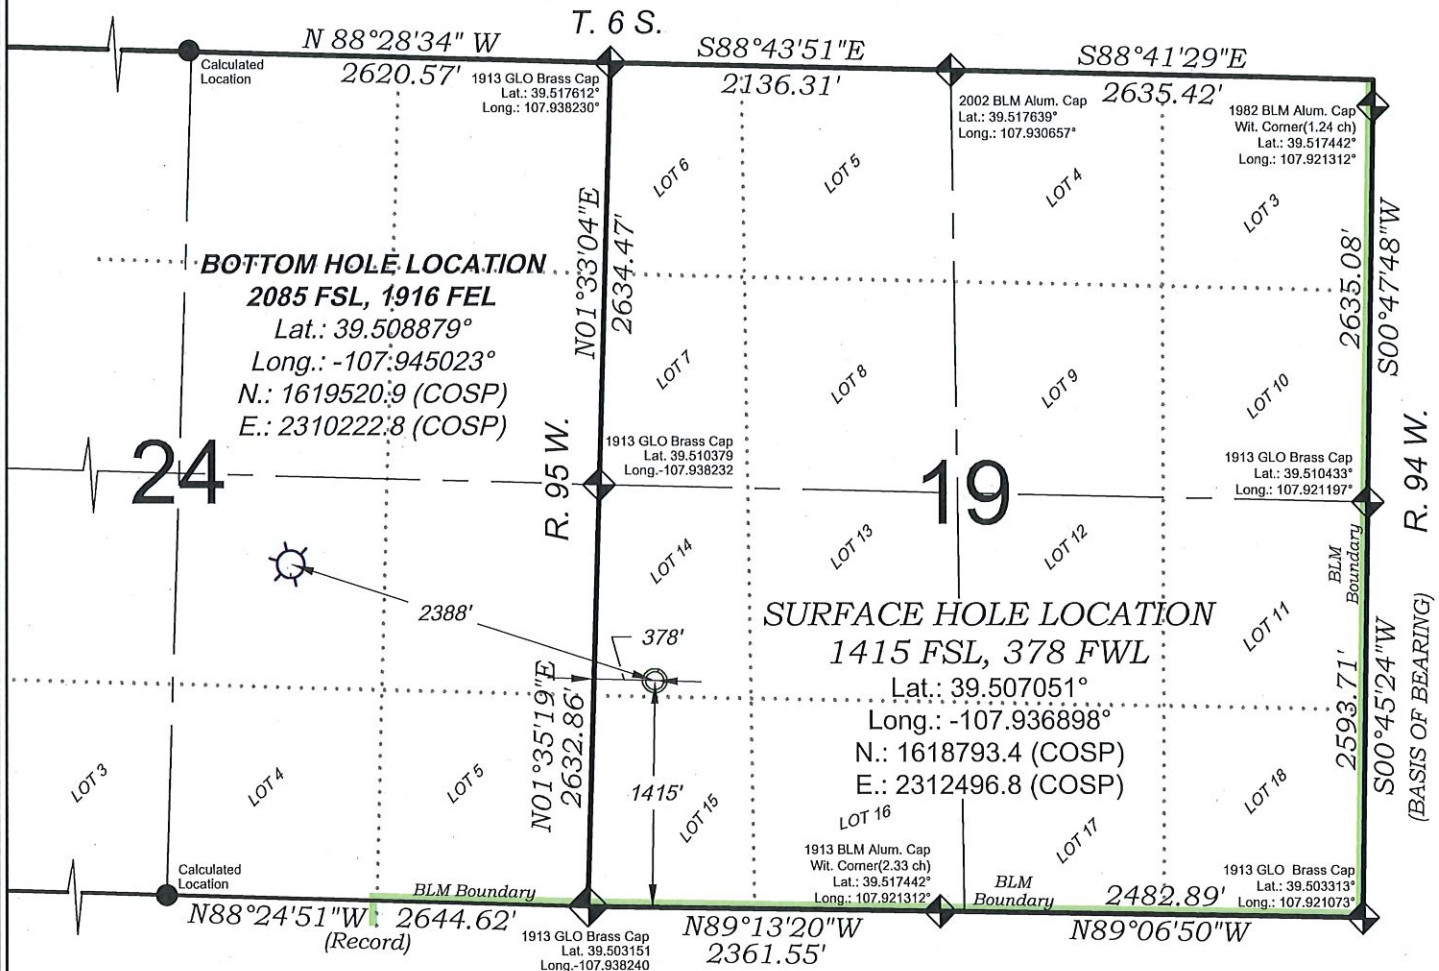 T. 6 S.
N 88°28'34" W
2620.57'
S88°43'51"E
2136.31'
S88°41'29"E
2635.42'
Calculated
Location
1913 GLO Brass Cap
Lat.: 39.517612°
Long.: 107.938230°
2002 BLM Alum. Cap
Lat.: 39.517639°
Long.: 107.930657°
1982 BLM Alum. Cap
Wit. Corner(1.24 ch)
Lat.: 39.517442°
Long.: 107.921312°
LOT 6
LOT 5
LOT 4
LOT 3
N01°33'04"E
2634.47'
2635.08'
S00°47'48"W
BOTTOM HOLE LOCATION
2085 FSL, 1916 FEL
Lat.: 39.508879°
Long.: -107.945023°
N.: 1619520.9 (COSP)
E.: 2310222.8 (COSP)
LOT 7
LOT 8
LOT 9
LOT 10
24
R. 95 W.
1913 GLO Brass Cap
Lat. 39.510379
Long.-107.938232
19
1913 GLO Brass Cap
Lat.: 39.510433°
Long.: 107.921197°
R. 94 W.
LOT 14
LOT 13
LOT 12
LOT 11
BLM
Boundary
2388'
378'
SURFACE HOLE LOCATION
1415 FSL, 378 FWL
Lat.: 39.507051°
Long.: -107.936898°
N.: 1618793.4 (COSP)
E.: 2312496.8 (COSP)
N01°35'19"E
2632.86'
2593.71'
S00°45'24"W
(BASIS OF BEARING)
LOT 3
LOT 4
LOT 5
1415'
LOT 15
LOT 16
LOT 17
LOT 18
Calculated
Location
BLM Boundary
1913 BLM Alum. Cap
Wit. Corner(2.33 ch)
Lat.: 39.517442°
Long.: 107.921312°
BLM
Boundary
2482.89'
1913 GLO Brass Cap
Lat.: 39.503313°
Long.: 107.921073°
N88°24'51"W
2644.62'
(Record)
1913 GLO Brass Cap
Lat. 39.503151
Long.-107.938240
N89°13'20"W
2361.55'
N89°06'50"W